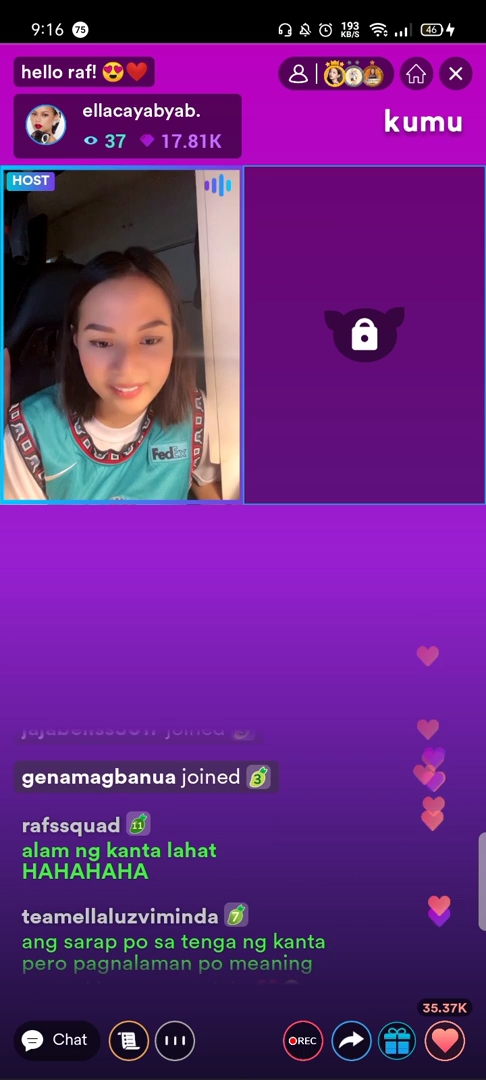 9:16 75 193 KB/S 46
hello raf! 😍❤️
ellacayabyab.
37 17.81K
kumu
HOST
FedEx
joined
genamagbanua joined 3
rafssquad 11
alam ng kanta lahat
HAHAHAHA
teamellaluzviminda 7
ang sarap po sa tenga ng kanta
pero pagnalaman po meaning
35.37K
Chat
REC